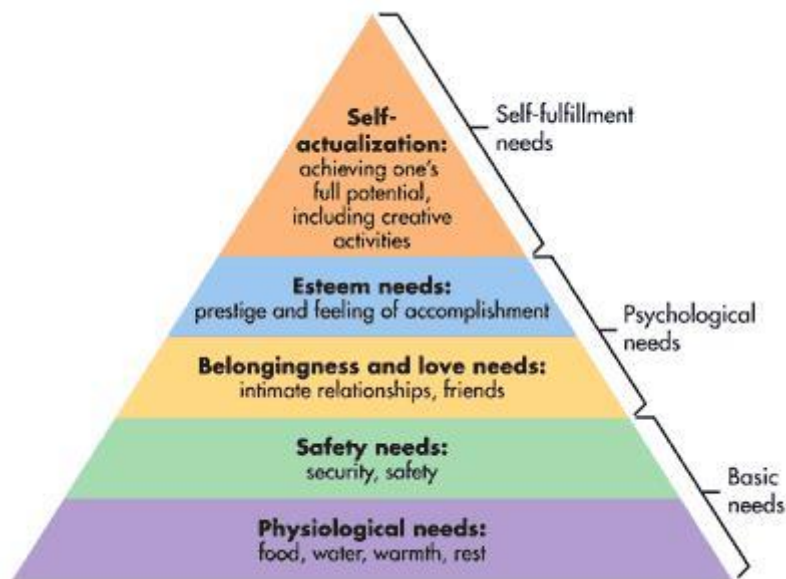 Self-
actualization:
achieving one's
full potential,
including creative
activities
Self-fulfillment
needs
Esteem needs:
prestige and feeling of accomplishment
Psychological
needs
Belongingness and love needs:
intimate relationships, friends
Safety needs:
security, safety
Basic
needs
Physiological needs:
food, water, warmth, rest